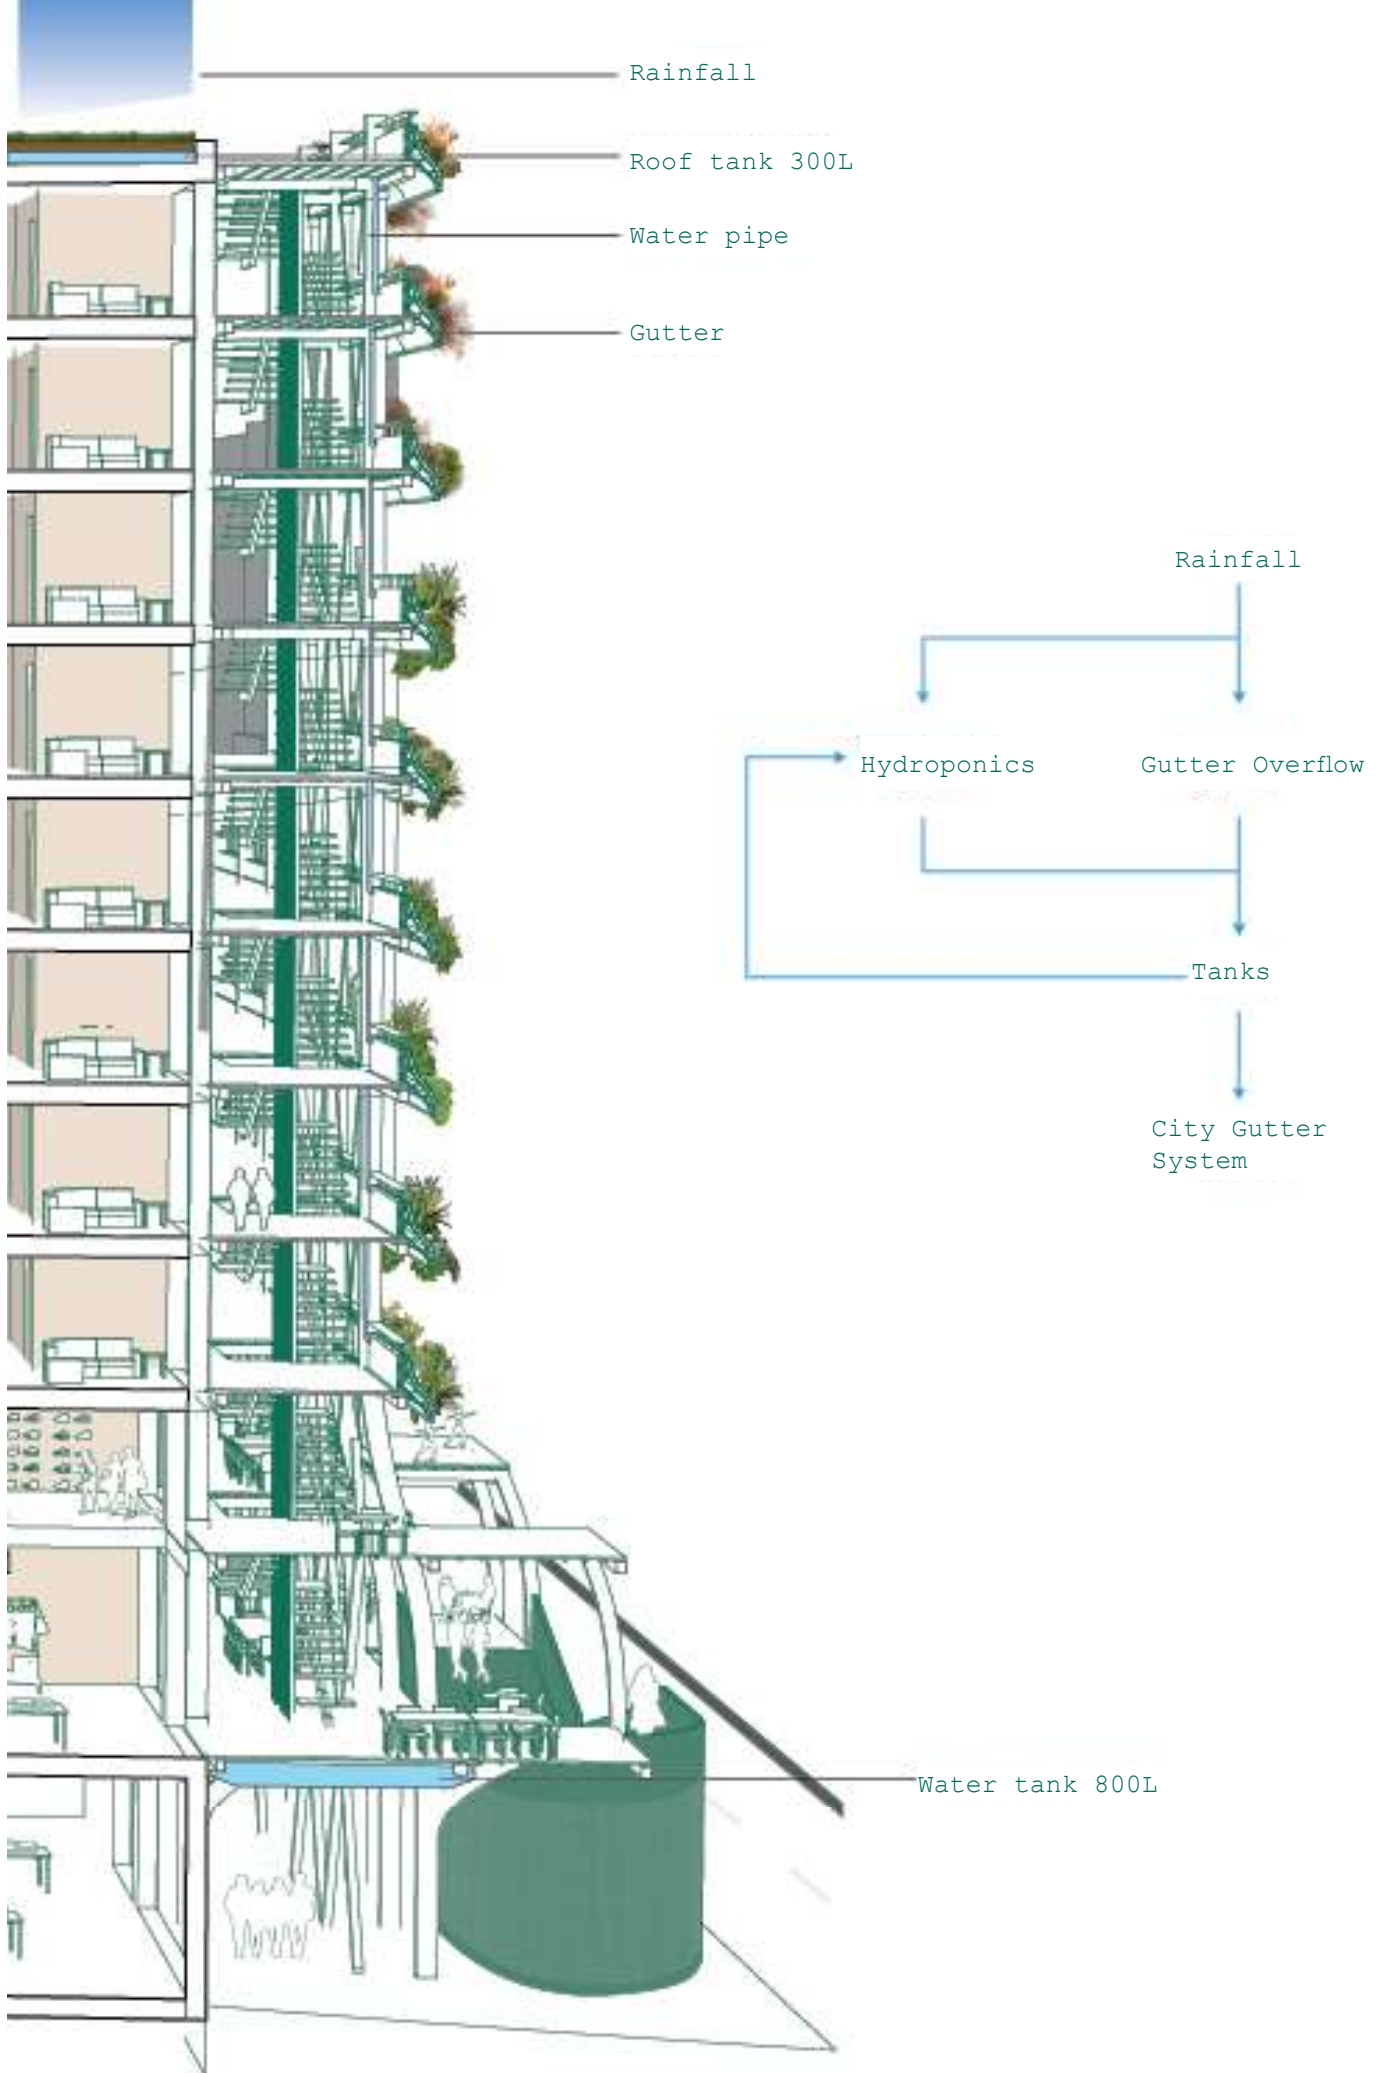 Rainfall
Roof tank 300L
Water pipe
Gutter
Rainfall
Hydroponics
Gutter Overflow
Tanks
City Gutter
System
Water tank 800L